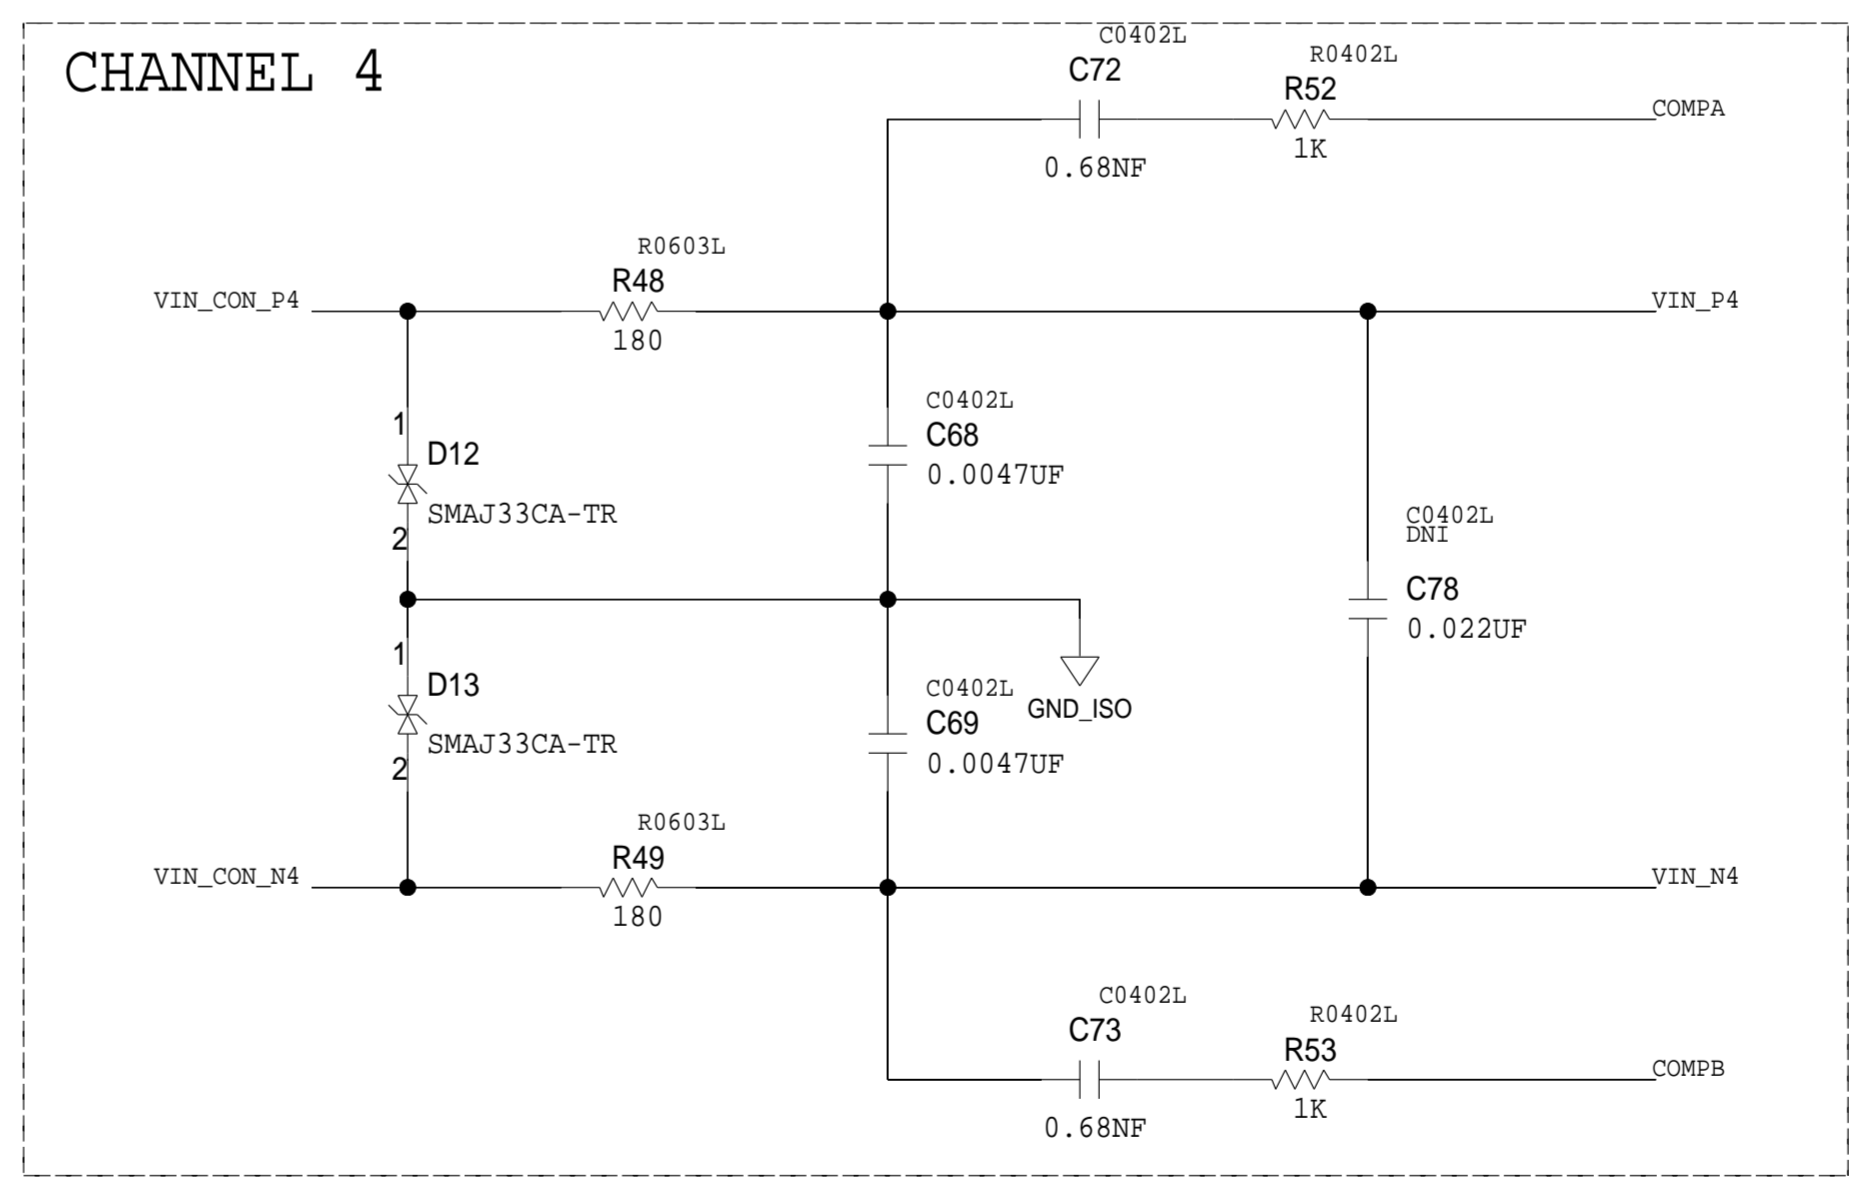 CHANNEL 4
C0402L
C72
0.68NF
R0402L
R52
1K
COMPA
VIN_CON_P4
R0603L
R48
180
VIN_P4
1
D12
SMAJ33CA-TR
2
C0402L
C68
0.0047UF
C0402L
DNI
C78
0.022UF
1
D13
SMAJ33CA-TR
2
C0402L
C69
0.0047UF
GND_ISO
VIN_CON_N4
R0603L
R49
180
VIN_N4
C0402L
C73
0.68NF
R0402L
R53
1K
COMPB